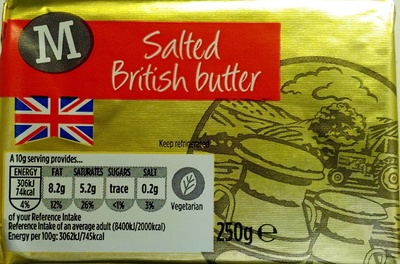 M
Salted
British butter
Keep refrigerated
A 10g serving provides...
ENERGY FAT SATURATES SUGARS SALT
306kJ
74kcal 8.2g 5.2g trace 0.2g
4% 12% 26% <1% 3%
Vegetarian
of your Reference Intake
Reference Intake of an average adult (8400kJ/2000kcal)
Energy per 100g: 3062kJ/745kcal
250g ℮